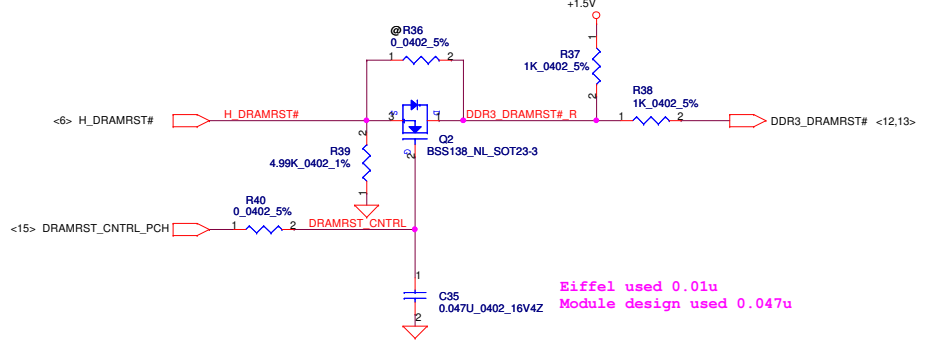 +1.5V
@R36
0_0402_5%
1
2
1
R37
1K_0402_5%
2
R38
1K_0402_5%
<6> H_DRAMRST#
H_DRAMRST#
3
S
D
1
DDR3_DRAMRST#_R
1
2
DDR3_DRAMRST# <12,13>
Q2
BSS138_NL_SOT23-3
G
2
2
R39
4.99K_0402_1%
1
R40
0_0402_5%
<15> DRAMRST_CNTRL_PCH
1
2
DRAMRST_CNTRL
1
C35
0.047U_0402_16V4Z
2
Eiffel used 0.01u
Module design used 0.047u